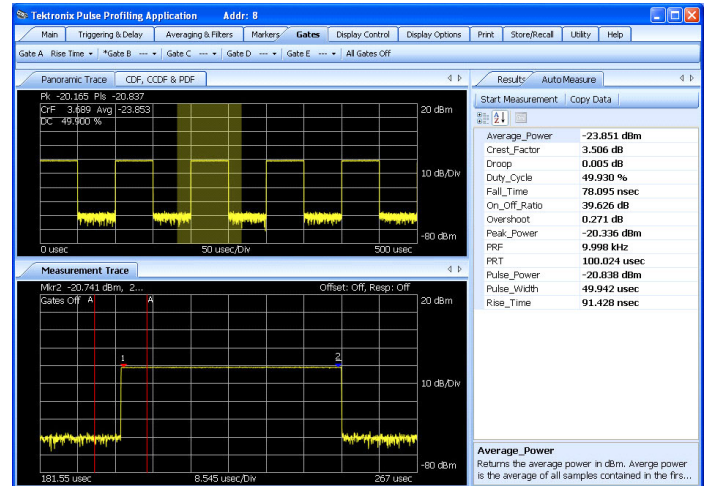 Tektronix Pulse Profiling Application Addr: 8
Main Triggering & Delay Averaging & Filters Markers Gates Display Control Display Options Print Store/Recall Utility Help
Gate A Rise Time *Gate B --- Gate C --- Gate D --- Gate E --- All Gates Off
Panoramic Trace CDF, CCDF & PDF
Pk -20.165 Pls -20.837
CrF 3.689 Avg -23.853
DC 49.900 %
20 dBm
10 dB/Div
-80 dBm
0 usec 50 usec/Div 500 usec
Measurement Trace
Mkr2 -20.741 dBm, 2... Offset: Off, Resp: Off
Gates Off A A 20 dBm
1 2
10 dB/Div
-80 dBm
181.55 usec 8.545 usec/Div 267 usec
Results Auto Measure
Start Measurement Copy Data
Average_Power -23.851 dBm
Crest_Factor 3.506 dB
Droop 0.005 dB
Duty_Cycle 49.930 %
Fall_Time 78.095 nsec
On_Off_Ratio 39.626 dB
Overshoot 0.271 dB
Peak_Power -20.336 dBm
PRF 9.998 kHz
PRT 100.024 usec
Pulse_Power -20.838 dBm
Pulse_Width 49.942 usec
Rise_Time 91.428 nsec
Average_Power
Returns the average power in dBm. Averge power
is the average of all samples contained in the firs...